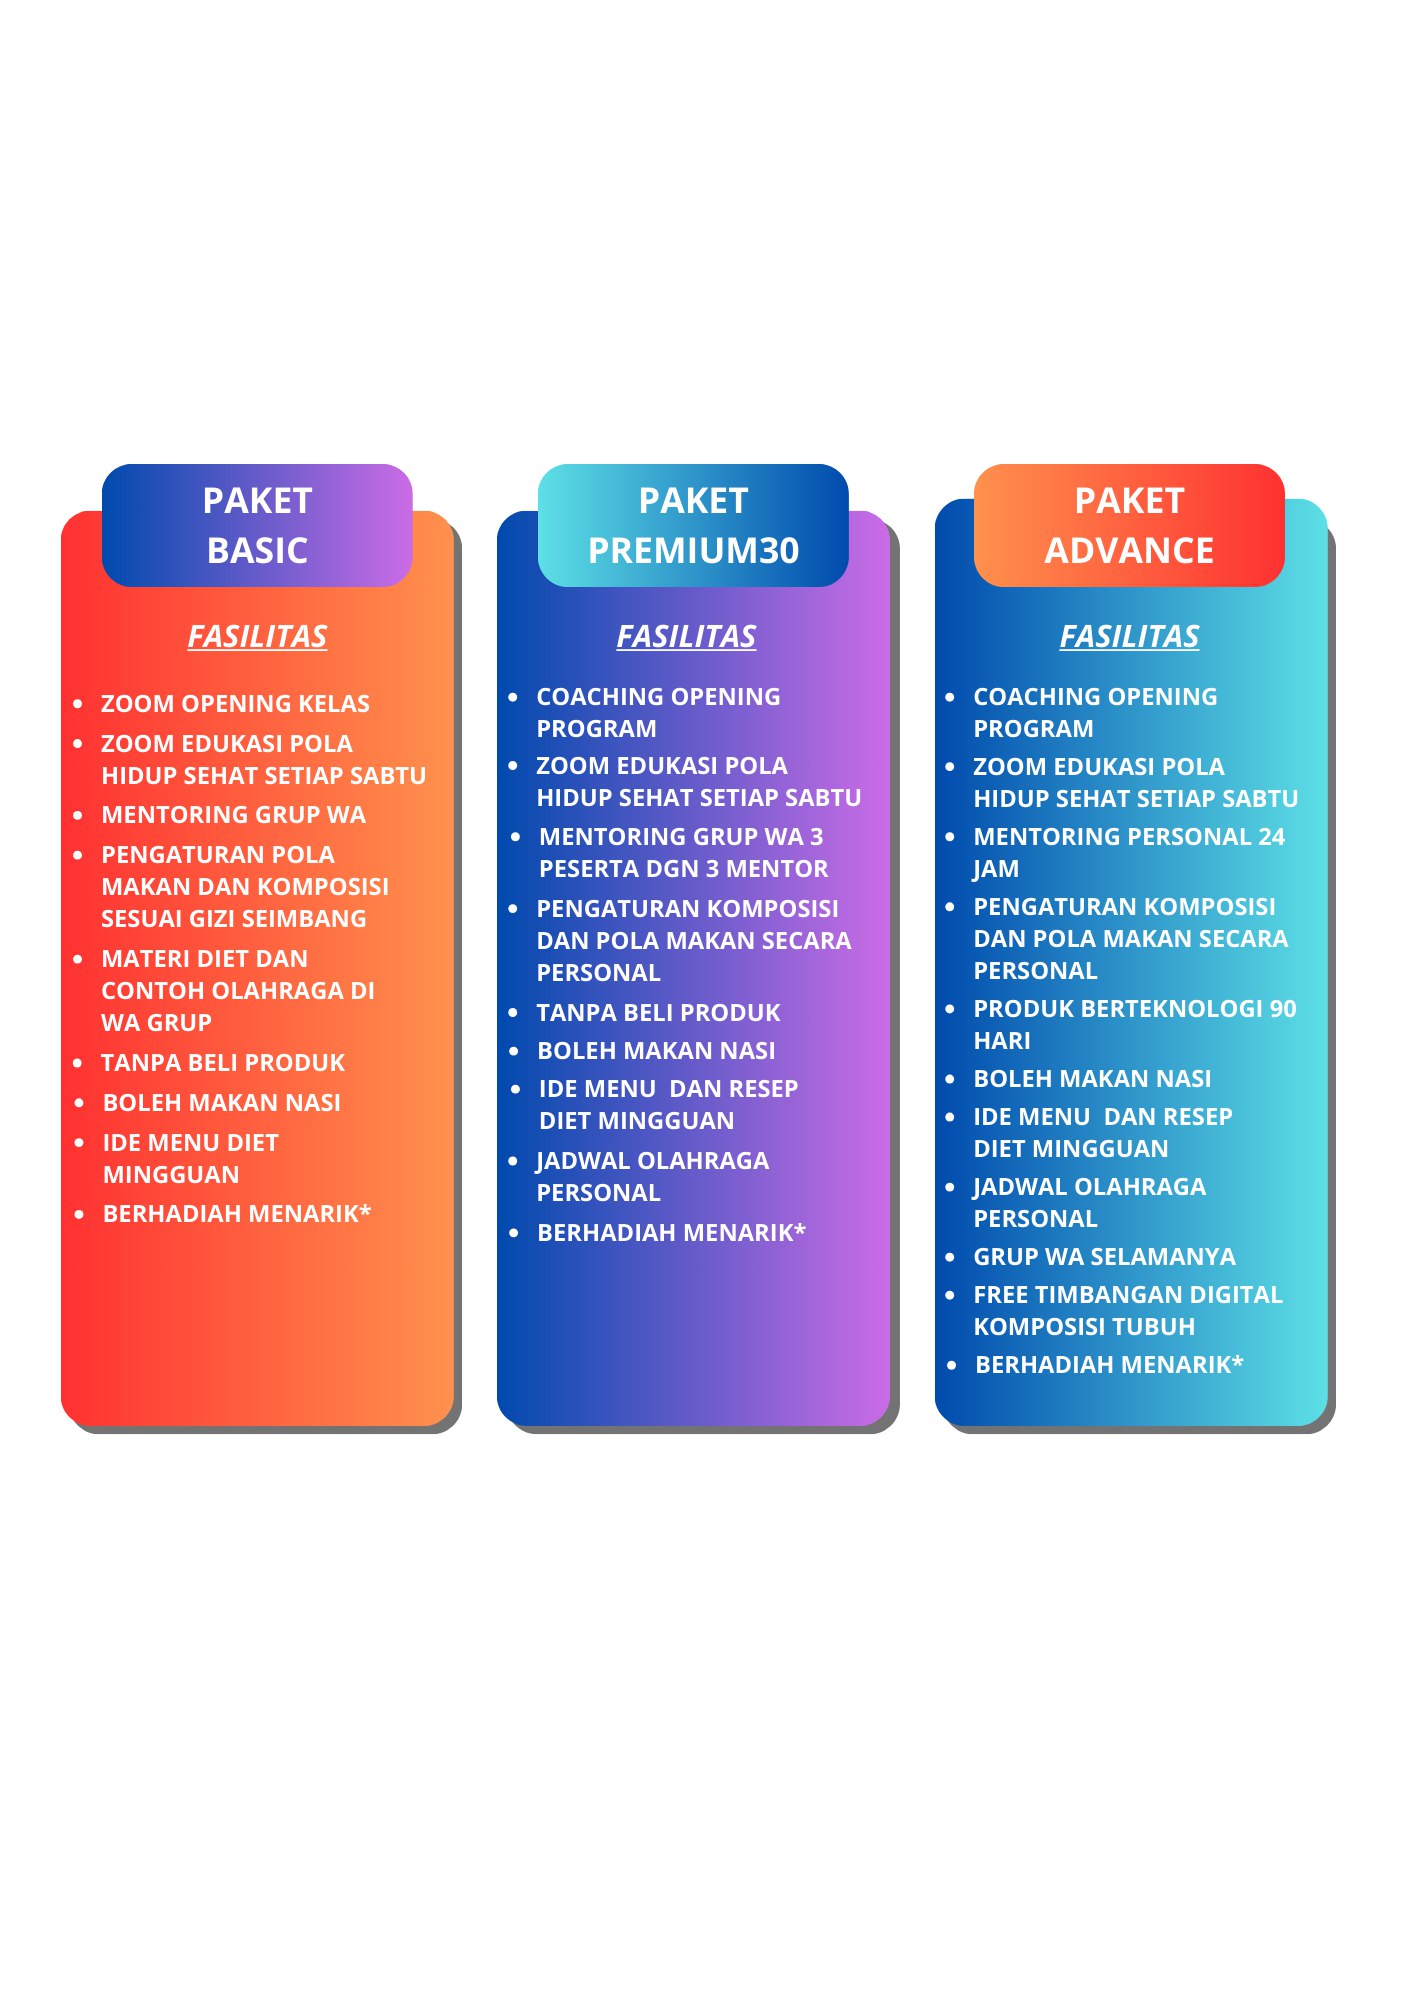 PAKET
BASIC
FASILITAS
• ZOOM OPENING KELAS
• ZOOM EDUKASI POLA
HIDUP SEHAT SETIAP SABTU
• MENTORING GRUP WA
• PENGATURAN POLA
MAKAN DAN KOMPOSISI
SESUAI GIZI SEIMBANG
• MATERI DIET DAN
CONTOH OLAHRAGA DI
WA GRUP
• TANPA BELI PRODUK
• BOLEH MAKAN NASI
• IDE MENU DIET
MINGGUAN
• BERHADIAH MENARIK*
PAKET
PREMIUM30
FASILITAS
• COACHING OPENING
PROGRAM
• ZOOM EDUKASI POLA
HIDUP SEHAT SETIAP SABTU
• MENTORING GRUP WA 3
PESERTA DGN 3 MENTOR
• PENGATURAN KOMPOSISI
DAN POLA MAKAN SECARA
PERSONAL
• TANPA BELI PRODUK
• BOLEH MAKAN NASI
• IDE MENU  DAN RESEP
DIET MINGGUAN
• JADWAL OLAHRAGA
PERSONAL
• BERHADIAH MENARIK*
PAKET
ADVANCE
FASILITAS
• COACHING OPENING
PROGRAM
• ZOOM EDUKASI POLA
HIDUP SEHAT SETIAP SABTU
• MENTORING PERSONAL 24
JAM
• PENGATURAN KOMPOSISI
DAN POLA MAKAN SECARA
PERSONAL
• PRODUK BERTEKNOLOGI 90
HARI
• BOLEH MAKAN NASI
• IDE MENU  DAN RESEP
DIET MINGGUAN
• JADWAL OLAHRAGA
PERSONAL
• GRUP WA SELAMANYA
• FREE TIMBANGAN DIGITAL
KOMPOSISI TUBUH
• BERHADIAH MENARIK*